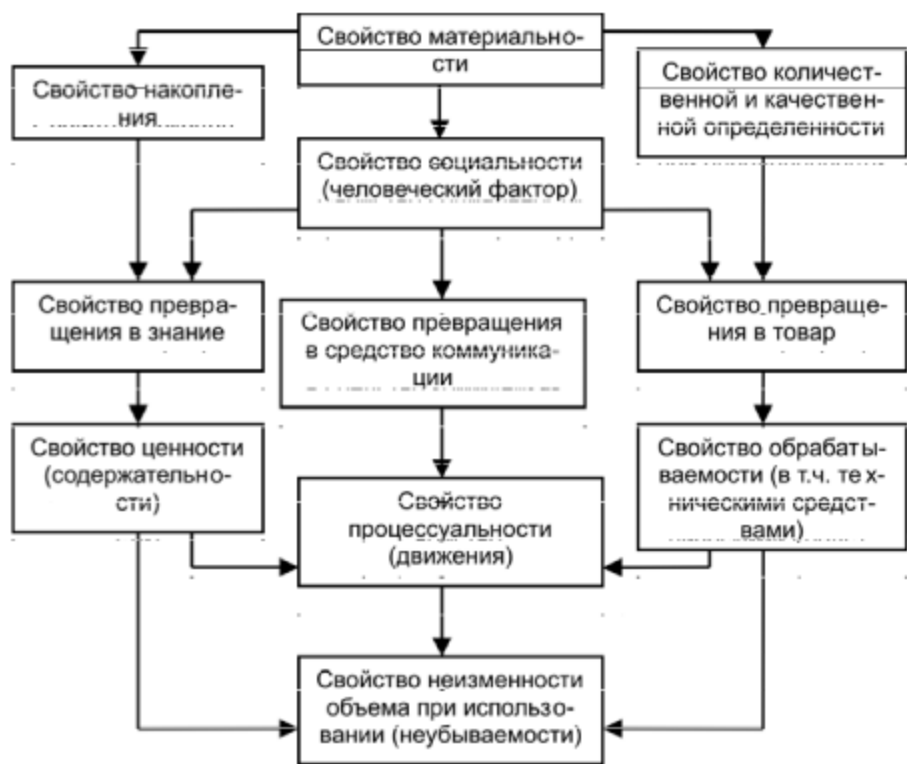 Свойство материально-
сти
Свойство накопле-
ния
Свойство количест-
венной и качествен-
ной определенности
Свойство социальности
(человеческий фактор)
Свойство превра-
щения в знание
Свойство превращения
в средство коммуника-
ции
Свойство превраще-
ния в товар
Свойство ценности
(содержательно-
сти)
Свойство
процессуальности
(движения)
Свойство обрабаты-
ваемости (в т.ч. тех-
ническими средст-
вами)
Свойство неизменности
объема при использо-
вании (неубываемости)